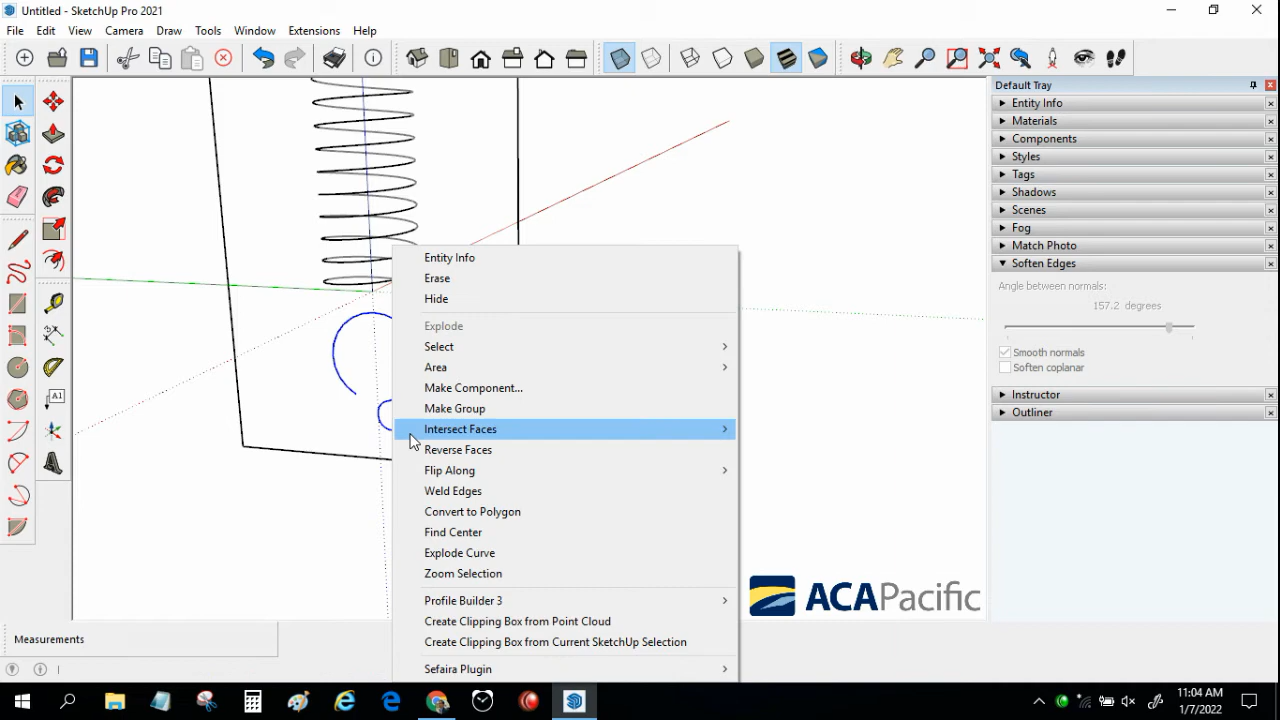 Untitled - SketchUp Pro 2021
File Edit View Camera Draw Tools Window Extensions Help
Default Tray
Entity Info
Materials
Components
Styles
Tags
Shadows
Scenes
Fog
Match Photo
Soften Edges
Angle between normals:
157.2 degrees
Smooth normals
Soften coplanar
Instructor
Outliner
A1
Entity Info
Erase
Hide
Explode
Select
Area
Make Component...
Make Group
Intersect Faces
Reverse Faces
Flip Along
Weld Edges
Convert to Polygon
Find Center
Explode Curve
Zoom Selection
Profile Builder 3
Create Clipping Box from Point Cloud
Create Clipping Box from Current SketchUp Selection
Sefaira Plugin
ACAPacific
Measurements
11:04 AM
1/7/2022